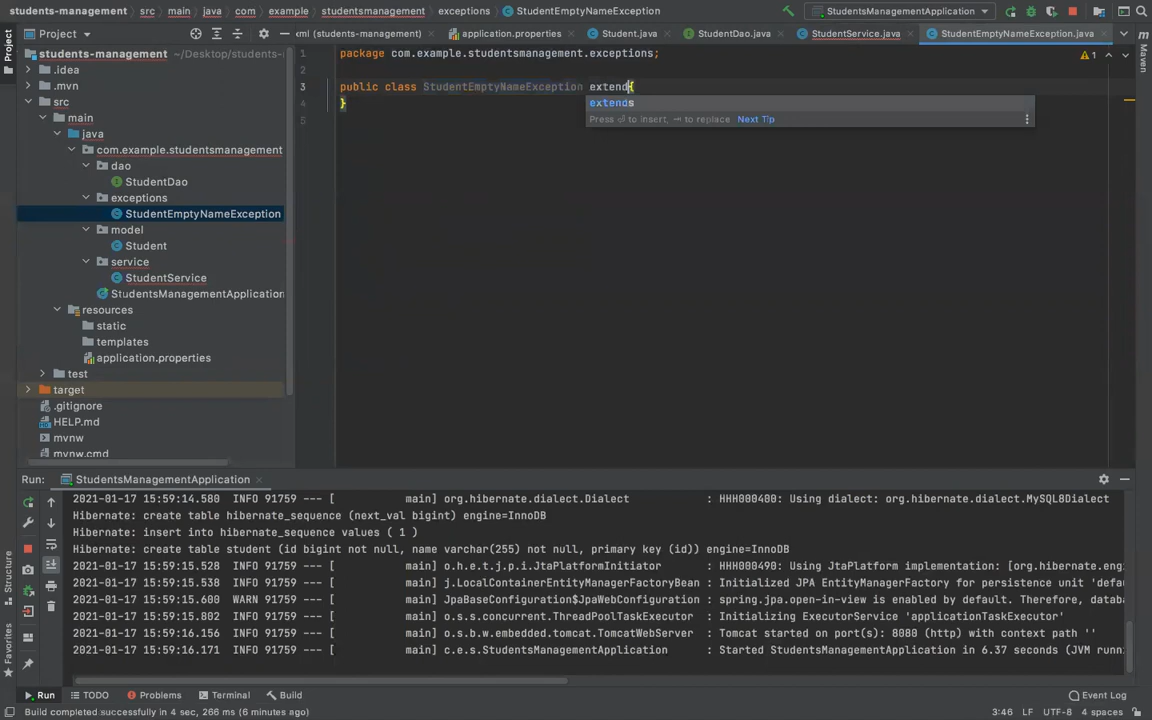 students-management src main java com example studentsmanagement exceptions StudentEmptyNameException StudentsManagementApplication
Project
Project xml (students-management) application.properties Student.java StudentDao.java StudentService.java StudentEmptyNameException.java
students-management ~/Desktop/students-
.idea
.mvn
src
main
java
com.example.studentsmanagement
dao
StudentDao
exceptions
StudentEmptyNameException
model
Student
service
StudentService
StudentsManagementApplication
resources
static
templates
application.properties
test
target
.gitignore
HELP.md
mvnw
mvnw.cmd
1 package com.example.studentsmanagement.exceptions;
2
3 public class StudentEmptyNameException extend{
4 }
5
extends
Press ⏎ to insert, ⇥ to replace Next Tip
1
Maven
Structure
Favorites
Run: StudentsManagementApplication
2021-01-17 15:59:14.580 INFO 91759 --- [ main] org.hibernate.dialect.Dialect : HHH000400: Using dialect: org.hibernate.dialect.MySQL8Dialect
Hibernate: create table hibernate_sequence (next_val bigint) engine=InnoDB
Hibernate: insert into hibernate_sequence values ( 1 )
Hibernate: create table student (id bigint not null, name varchar(255) not null, primary key (id)) engine=InnoDB
2021-01-17 15:59:15.528 INFO 91759 --- [ main] o.h.e.t.j.p.i.JtaPlatformInitiator : HHH000490: Using JtaPlatform implementation: [org.hibernate.eng
2021-01-17 15:59:15.538 INFO 91759 --- [ main] j.LocalContainerEntityManagerFactoryBean : Initialized JPA EntityManagerFactory for persistence unit 'defau
2021-01-17 15:59:15.600 WARN 91759 --- [ main] JpaBaseConfiguration$JpaWebConfiguration : spring.jpa.open-in-view is enabled by default. Therefore, databa
2021-01-17 15:59:15.802 INFO 91759 --- [ main] o.s.s.concurrent.ThreadPoolTaskExecutor : Initializing ExecutorService 'applicationTaskExecutor'
2021-01-17 15:59:16.156 INFO 91759 --- [ main] o.s.b.w.embedded.tomcat.TomcatWebServer : Tomcat started on port(s): 8080 (http) with context path ''
2021-01-17 15:59:16.171 INFO 91759 --- [ main] c.e.s.StudentsManagementApplication : Started StudentsManagementApplication in 6.37 seconds (JVM runni
Run TODO Problems Terminal Build Event Log
Build completed successfully in 4 sec, 266 ms (6 minutes ago) 3:46 LF UTF-8 4 spaces